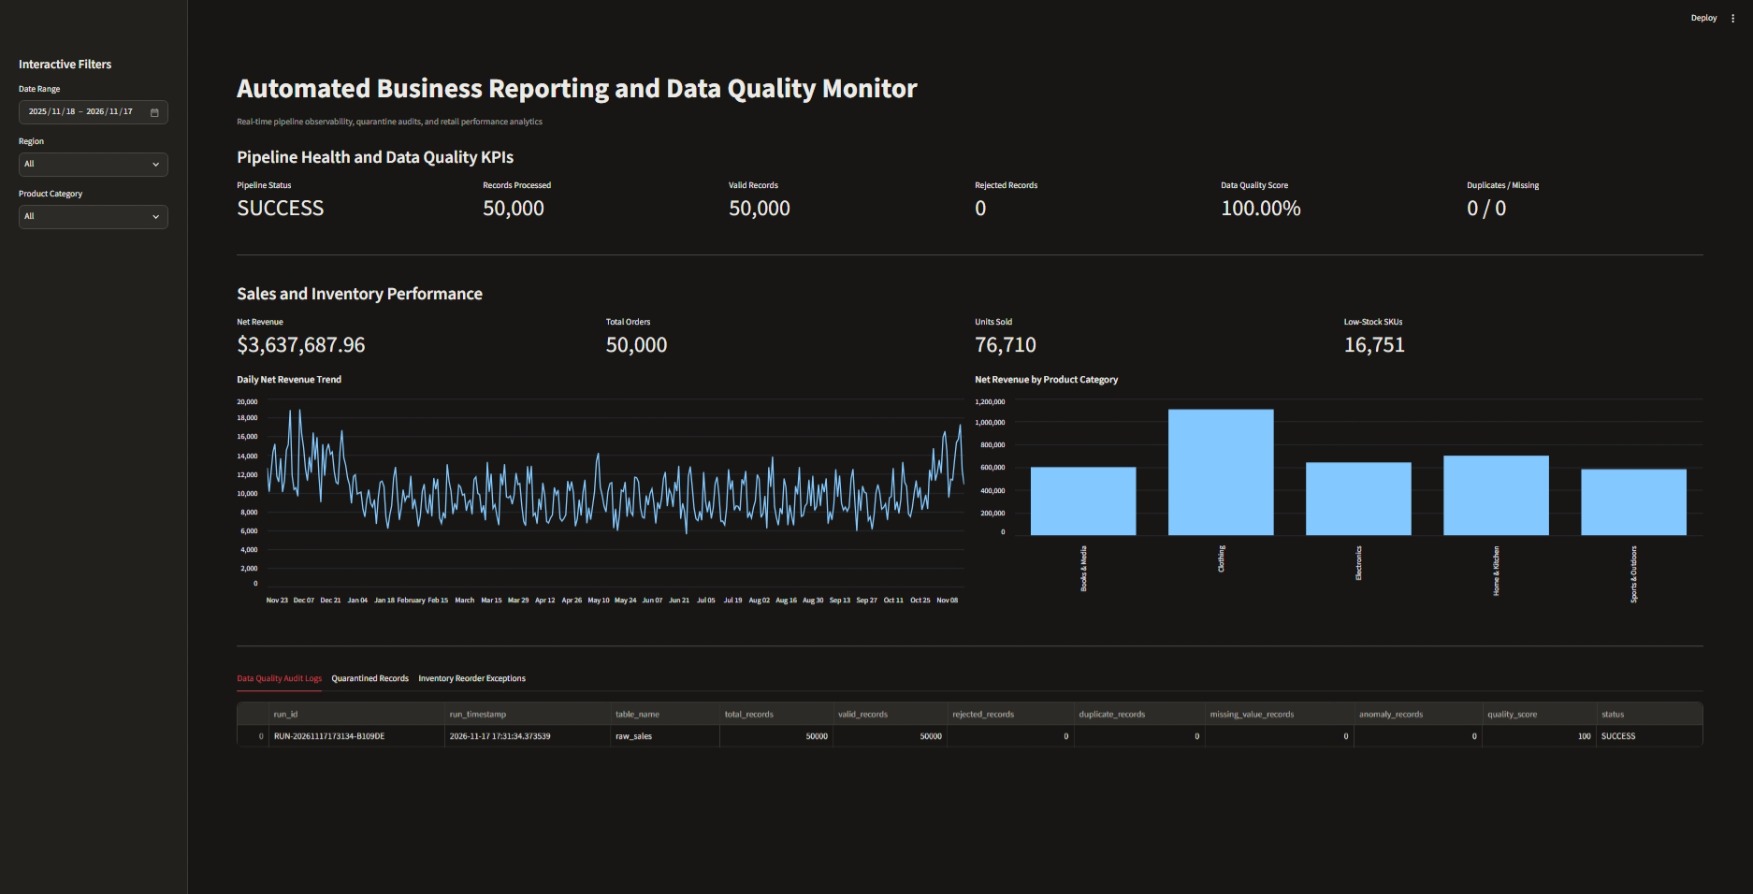 Deploy
Interactive Filters
Date Range
2025/11/18 – 2026/11/17
Region
All
Product Category
All
Automated Business Reporting and Data Quality Monitor
Real-time pipeline observability, quarantine audits, and retail performance analytics
Pipeline Health and Data Quality KPIs
Pipeline Status Records Processed Valid Records Rejected Records Data Quality Score Duplicates / Missing
SUCCESS 50,000 50,000 0 100.00% 0 / 0
Sales and Inventory Performance
Net Revenue Total Orders Units Sold Low-Stock SKUs
$3,637,687.96 50,000 76,710 16,751
Daily Net Revenue Trend
20,000
18,000
16,000
14,000
12,000
10,000
8,000
6,000
4,000
2,000
0
Nov 23 Dec 07 Dec 21 Jan 04 Jan 18 February Feb 15 March Mar 15 Mar 29 Apr 12 Apr 26 May 10 May 24 Jun 07 Jun 21 Jul 05 Jul 19 Aug 02 Aug 16 Aug 30 Sep 13 Sep 27 Oct 11 Oct 25 Nov 08
Net Revenue by Product Category
1,200,000
1,000,000
800,000
600,000
400,000
200,000
0
Books & Media
Clothing
Electronics
Home & Kitchen
Sports & Outdoors
Data Quality Audit Logs Quarantined Records Inventory Reorder Exceptions
run_id run_timestamp table_name total_records valid_records rejected_records duplicate_records missing_value_records anomaly_records quality_score status
0 RUN-20261117173134-B109DE 2026-11-17 17:31:34.373539 raw_sales 50000 50000 0 0 0 0 100 SUCCESS